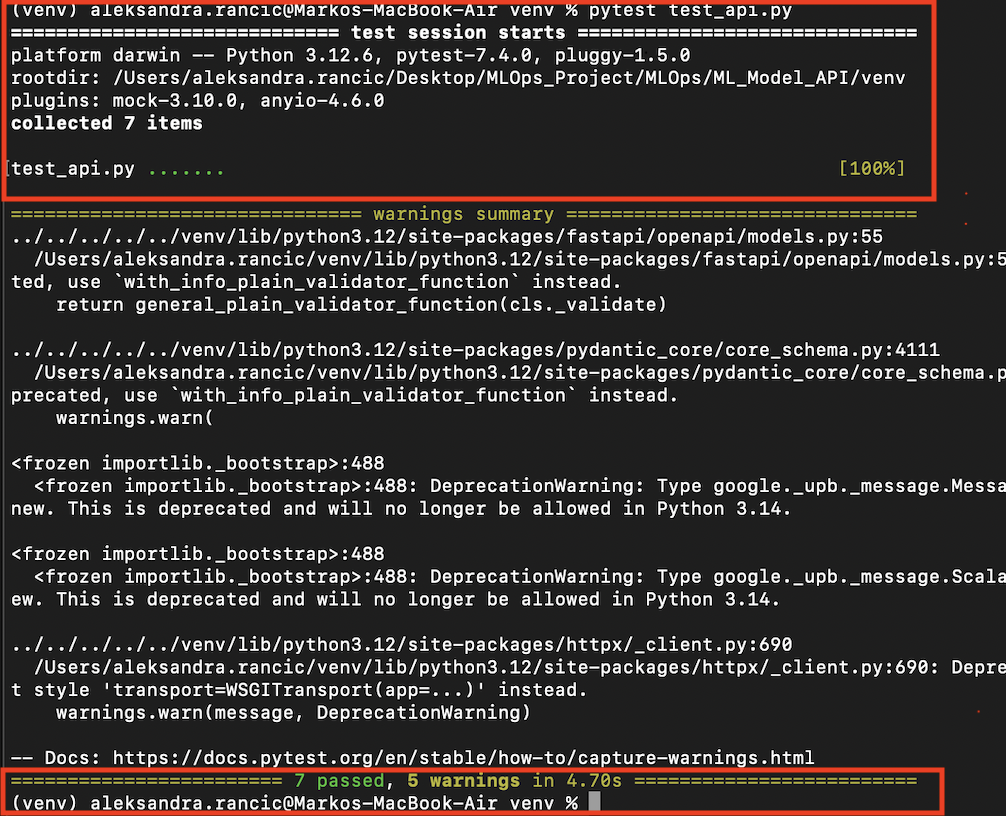 (venv) aleksandra.rancic@Markos-MacBook-Air venv % pytest test_api.py
============================= test session starts ==============================
platform darwin -- Python 3.12.6, pytest-7.4.0, pluggy-1.5.0
rootdir: /Users/aleksandra.rancic/Desktop/MLOps_Project/MLOps/ML_Model_API/venv
plugins: mock-3.10.0, anyio-4.6.0
collected 7 items
test_api.py ....... [100%]
=============================== warnings summary ===============================
../../../../../venv/lib/python3.12/site-packages/fastapi/openapi/models.py:55
/Users/aleksandra.rancic/venv/lib/python3.12/site-packages/fastapi/openapi/models.py:5
ted, use `with_info_plain_validator_function` instead.
return general_plain_validator_function(cls._validate)
../../../../../venv/lib/python3.12/site-packages/pydantic_core/core_schema.py:4111
/Users/aleksandra.rancic/venv/lib/python3.12/site-packages/pydantic_core/core_schema.p
precated, use `with_info_plain_validator_function` instead.
warnings.warn(
<frozen importlib._bootstrap>:488
<frozen importlib._bootstrap>:488: DeprecationWarning: Type google._upb._message.Messa
new. This is deprecated and will no longer be allowed in Python 3.14.
<frozen importlib._bootstrap>:488
<frozen importlib._bootstrap>:488: DeprecationWarning: Type google._upb._message.Scala
ew. This is deprecated and will no longer be allowed in Python 3.14.
../../../../../venv/lib/python3.12/site-packages/httpx/_client.py:690
/Users/aleksandra.rancic/venv/lib/python3.12/site-packages/httpx/_client.py:690: Depre
t style 'transport=WSGITransport(app=...)' instead.
warnings.warn(message, DeprecationWarning)
-- Docs: https://docs.pytest.org/en/stable/how-to/capture-warnings.html
======================== 7 passed, 5 warnings in 4.70s =========================
(venv) aleksandra.rancic@Markos-MacBook-Air venv %